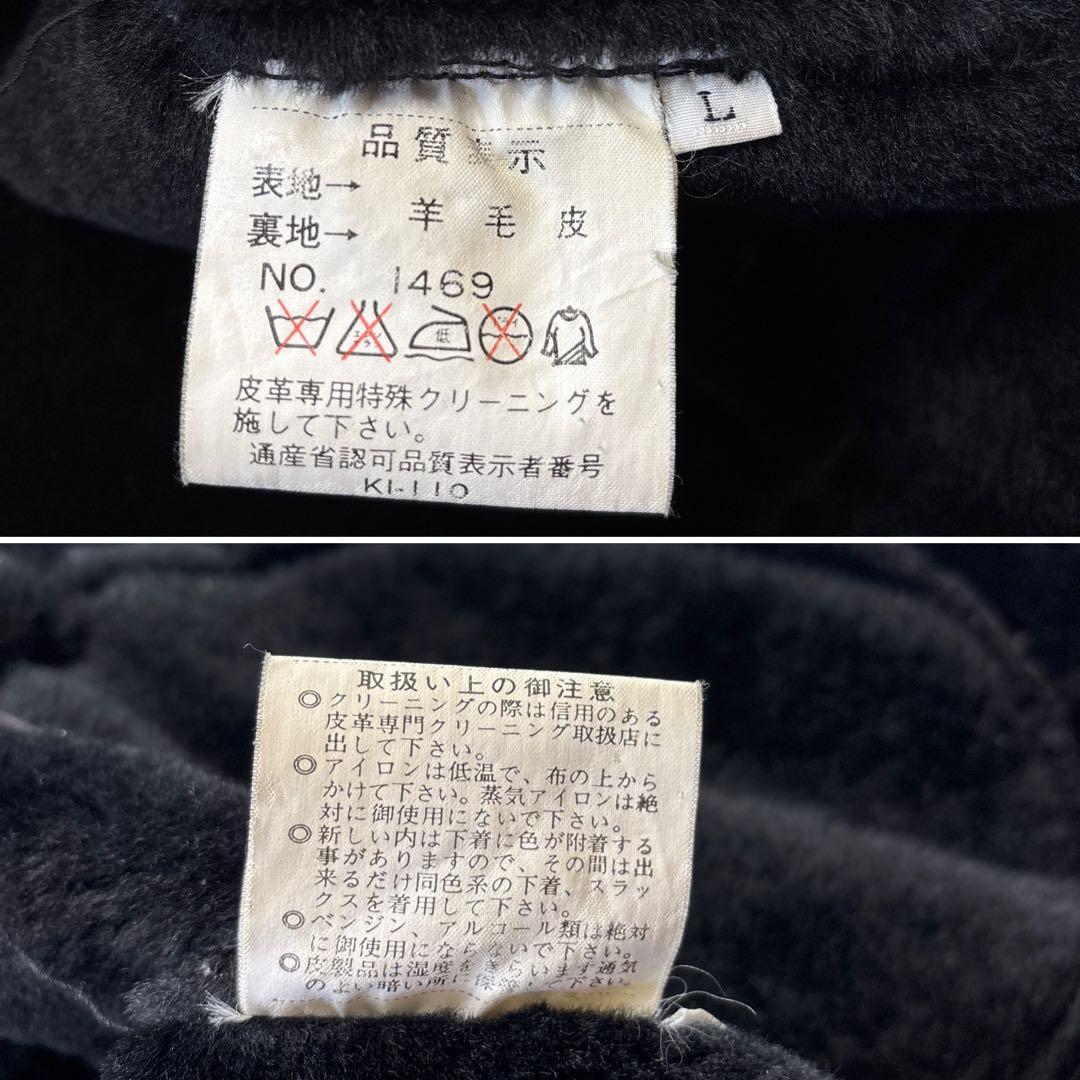 L
品質表示
表地→
羊毛皮
裏地→
NO. 1469
エンソ
サラシ
低
ドライ
皮革専用特殊クリーニングを
施して下さい。
通産省認可品質表示者番号
KI-110
取扱い上の御注意
◎クリーニングの際は信用のある
皮革専門クリーニング取扱店に
出して下さい。
◎アイロンは低温で、布の上から
かけて下さい。蒸気アイロンは絶
対に御使用にないで下さい。
◎新しい内は下着に色が附着する
事がありますので、その間は出
来るだけ同色系の下着、スラッ
クスを着用して下さい。
◎ベンジン、アルコール類は絶対
に御使用にならないで下さい。
◎皮製品は湿度をきらいます通気
のよい暗い所に して下さい。